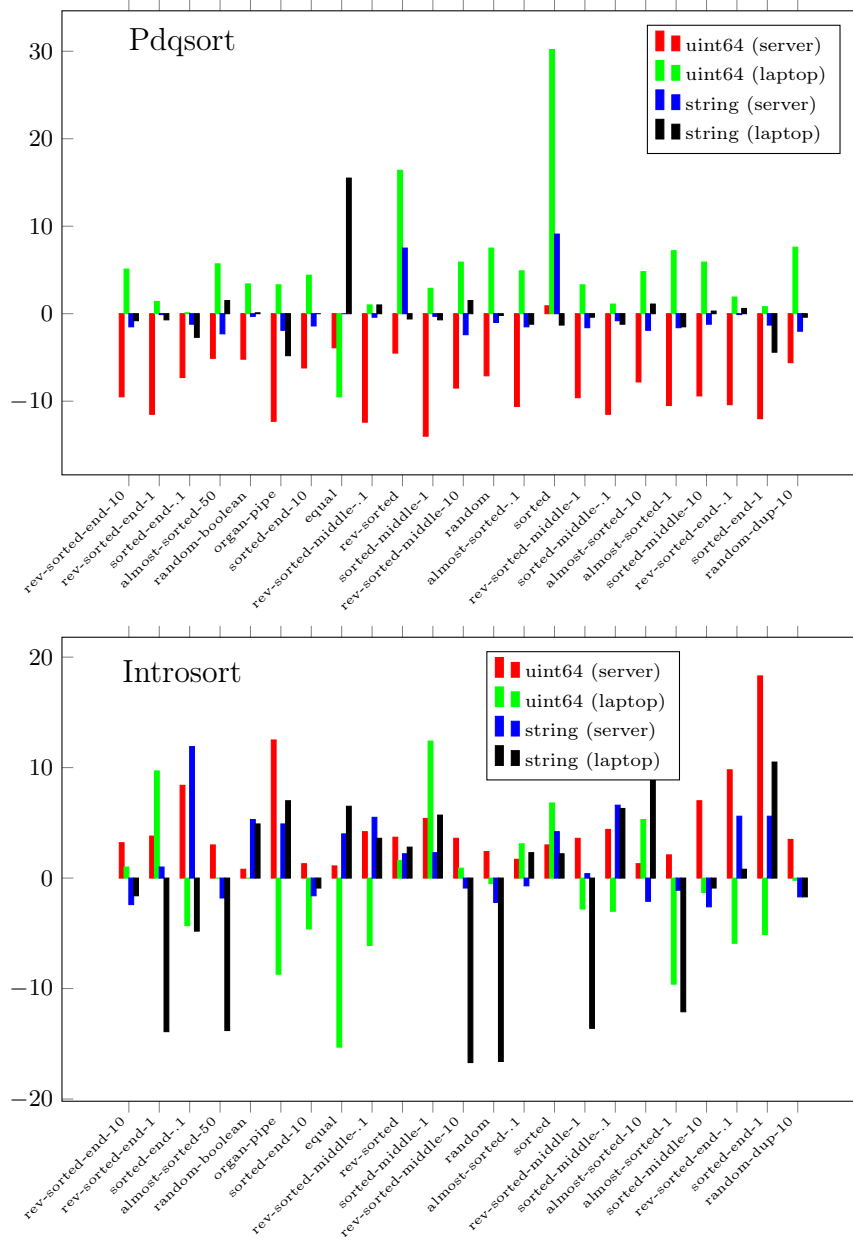 Pdqsort
uint64 (server)
uint64 (laptop)
string (server)
string (laptop)
30
20
10
0
−10
rev-sorted-end-10
rev-sorted-end-1
sorted-end-.1
almost-sorted-50
random-boolean
organ-pipe
sorted-end-10
equal
rev-sorted-middle-.1
rev-sorted
sorted-middle-1
rev-sorted-middle-10
random
almost-sorted-.1
sorted
rev-sorted-middle-1
sorted-middle-.1
almost-sorted-10
almost-sorted-1
sorted-middle-10
rev-sorted-end-.1
sorted-end-1
random-dup-10
Introsort
uint64 (server)
uint64 (laptop)
string (server)
string (laptop)
20
10
0
−10
−20
rev-sorted-end-10
rev-sorted-end-1
sorted-end-.1
almost-sorted-50
random-boolean
organ-pipe
sorted-end-10
equal
rev-sorted-middle-.1
rev-sorted
sorted-middle-1
rev-sorted-middle-10
random
almost-sorted-.1
sorted
rev-sorted-middle-1
sorted-middle-.1
almost-sorted-10
almost-sorted-1
sorted-middle-10
rev-sorted-end-.1
sorted-end-1
random-dup-10